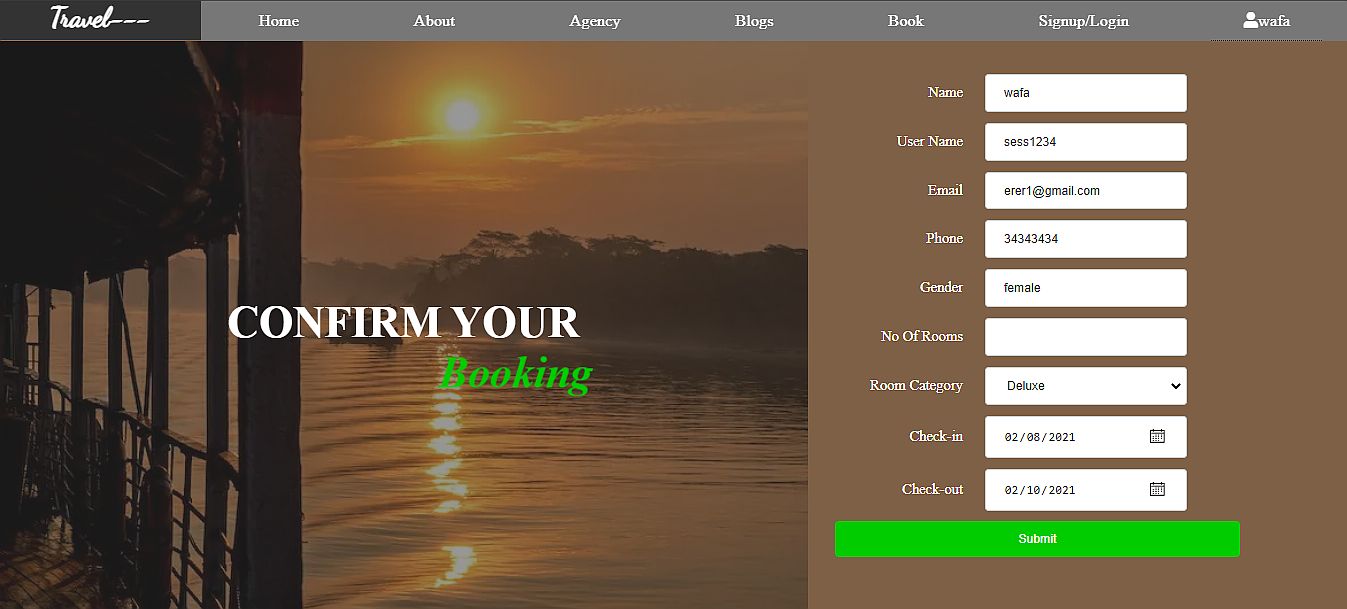 Travel--- Home About Agency Blogs Book Signup/Login wafa
CONFIRM YOUR
Booking
Name wafa
User Name sess1234
Email erer1@gmail.com
Phone 34343434
Gender female
No Of Rooms
Room Category Deluxe
Check-in 02/08/2021
Check-out 02/10/2021
Submit